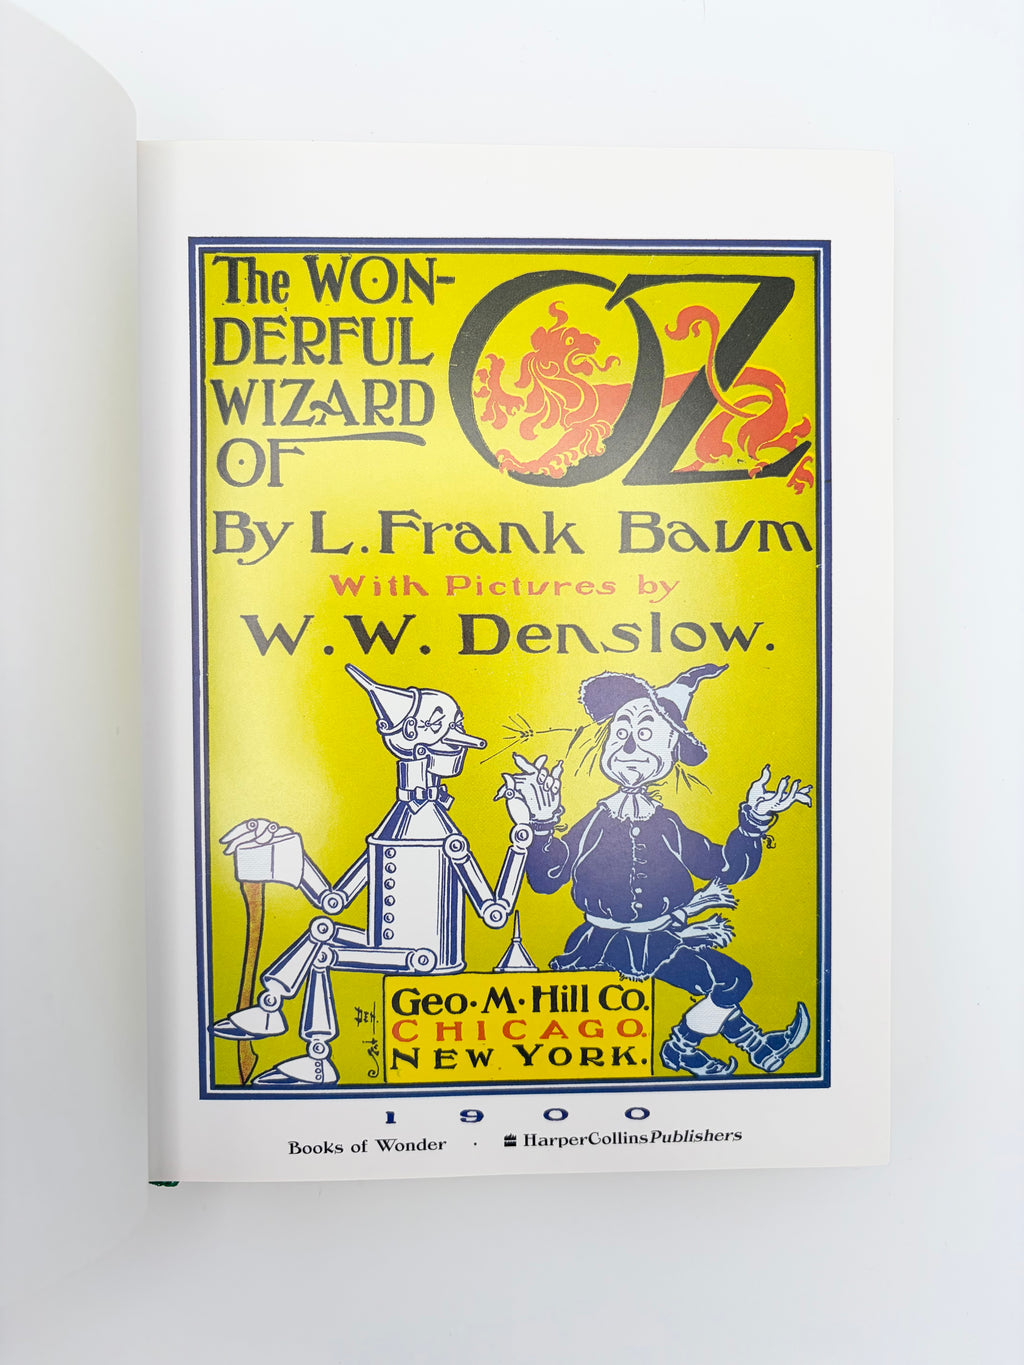 The WON-
DERFUL
WIZARD
OF
OZ
By L. Frank Baum
With Pictures by
W. W. Denslow.
DEN.
Geo. M. Hill Co.
CHICAGO.
NEW YORK.
1900
Books of Wonder · HarperCollinsPublishers